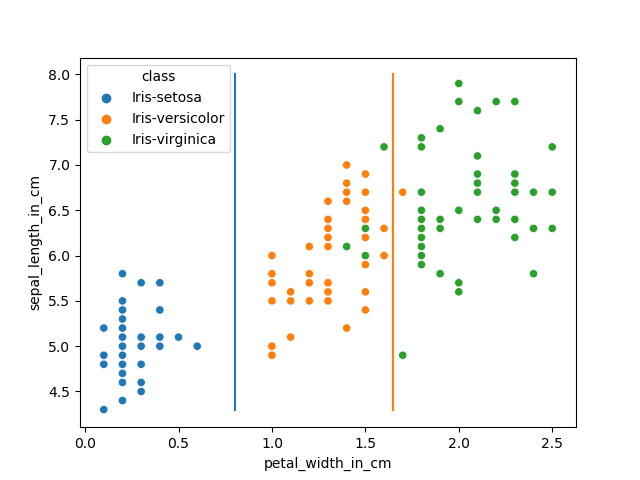 class
Iris-setosa
Iris-versicolor
Iris-virginica
8.0
7.5
7.0
6.5
6.0
5.5
5.0
4.5
sepal_length_in_cm
0.0 0.5 1.0 1.5 2.0 2.5
petal_width_in_cm